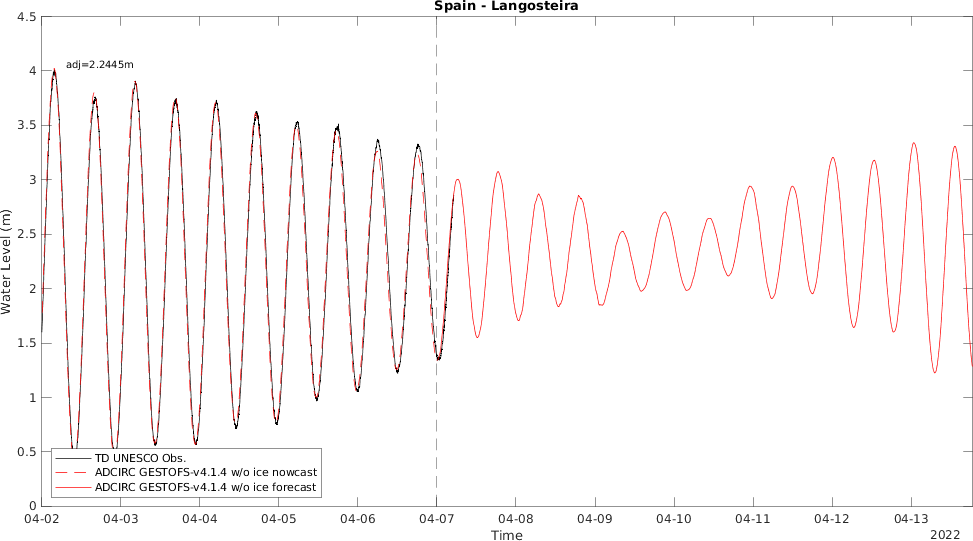 Spain - Langosteira
4.5
4
3.5
3
2.5
2
1.5
1
0.5
0
Water Level (m)
adj=2.2445m
TD UNESCO Obs.
ADCIRC GESTOFS-v4.1.4 w/o ice nowcast
ADCIRC GESTOFS-v4.1.4 w/o ice forecast
04-02 04-03 04-04 04-05 04-06 04-07 04-08 04-09 04-10 04-11 04-12 04-13
Time
2022